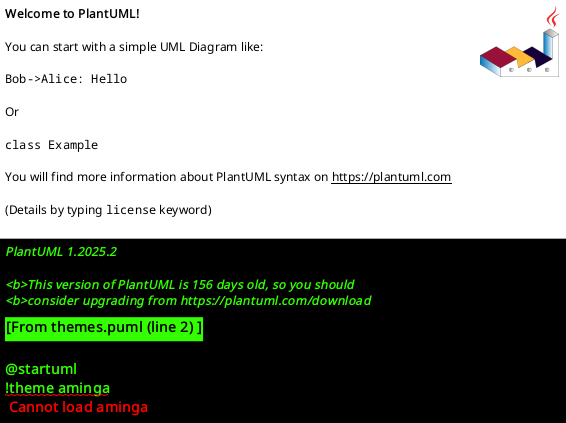 Welcome to PlantUML!
You can start with a simple UML Diagram like:
Bob->Alice: Hello
Or
class Example
You will find more information about PlantUML syntax on https://plantuml.com
(Details by typing license keyword)
PlantUML 1.2025.2
<b>This version of PlantUML is 156 days old, so you should
<b>consider upgrading from https://plantuml.com/download
[From themes.puml (line 2) ]
@startuml
!theme aminga
Cannot load aminga